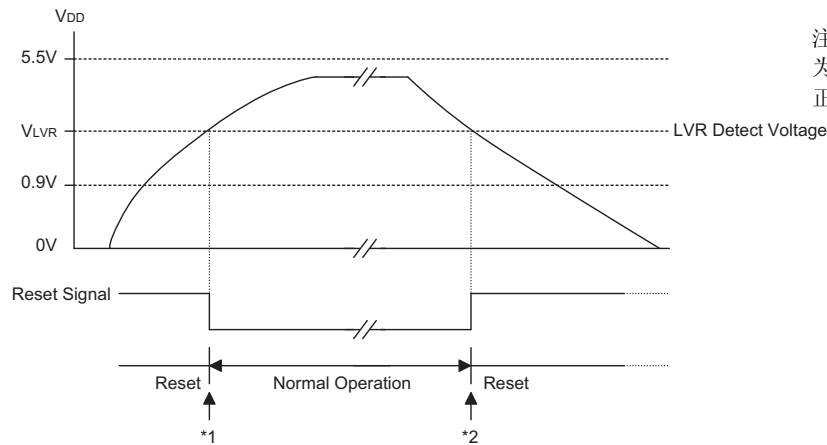 VDD
5.5V
VLVR
LVR Detect Voltage
0.9V
0V
Reset Signal
Reset
Normal Operation
Reset
*1
*2
注
为
正